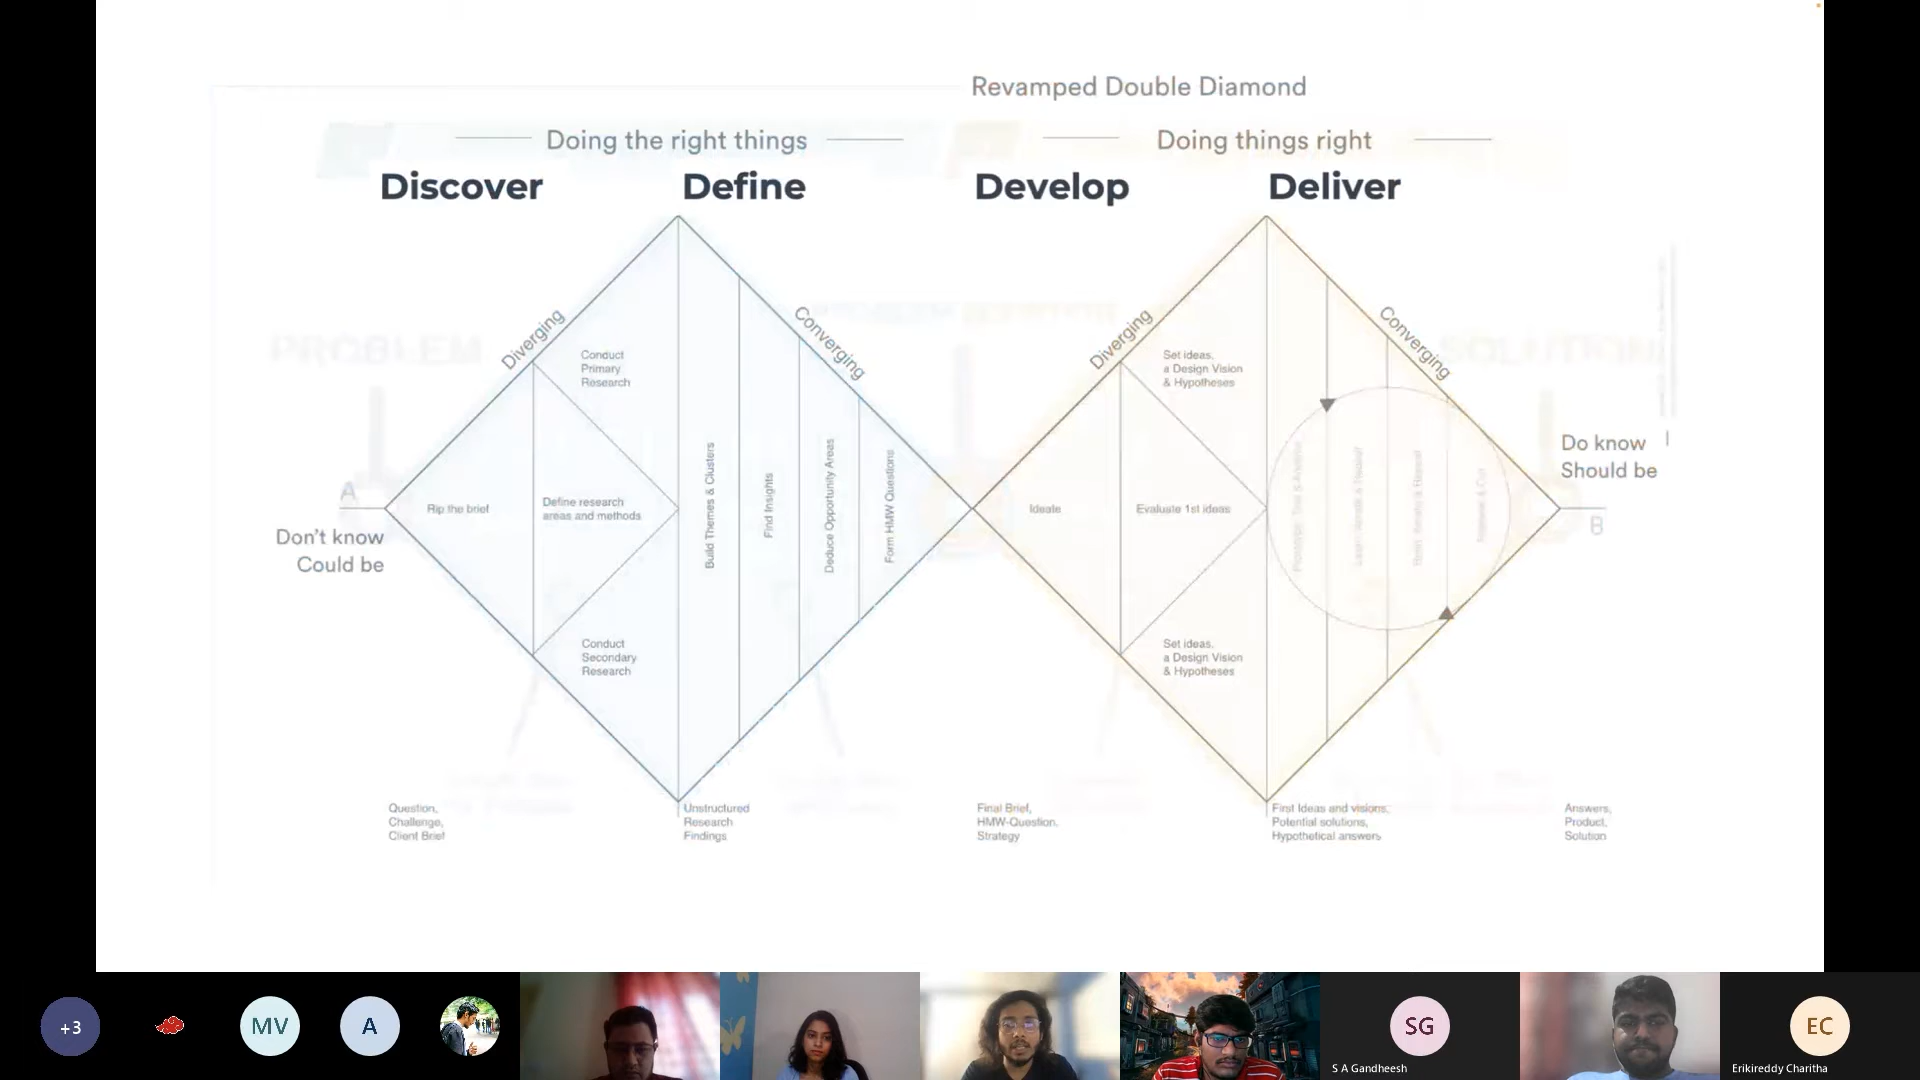 Revamped Double Diamond
Doing the right things
Doing things right
Discover
Define
Develop
Deliver
Diverging
Converging
Diverging
Converging
PROBLEM
SOLUTION
Conduct
Primary
Research
Set ideas,
a Design Vision
& Hypotheses
Do know
Should be
A
Don't know
Could be
Rip the brief
Define research
areas and methods
Build Themes & Clusters
Find Insights
Deduce Opportunity Areas
Form HMW Questions
Ideate
Evaluate 1st ideas
B
Conduct
Secondary
Research
Set ideas,
a Design Vision
& Hypotheses
Question,
Challenge,
Client Brief
Unstructured
Research
Findings
Final Brief,
HMW-Question,
Strategy
First Ideas and visions,
Potential solutions,
Hypothetical answers
Answers,
Product,
Solution
+3
MV
A
SG
S A Gandheesh
EC
Erikireddy Charitha